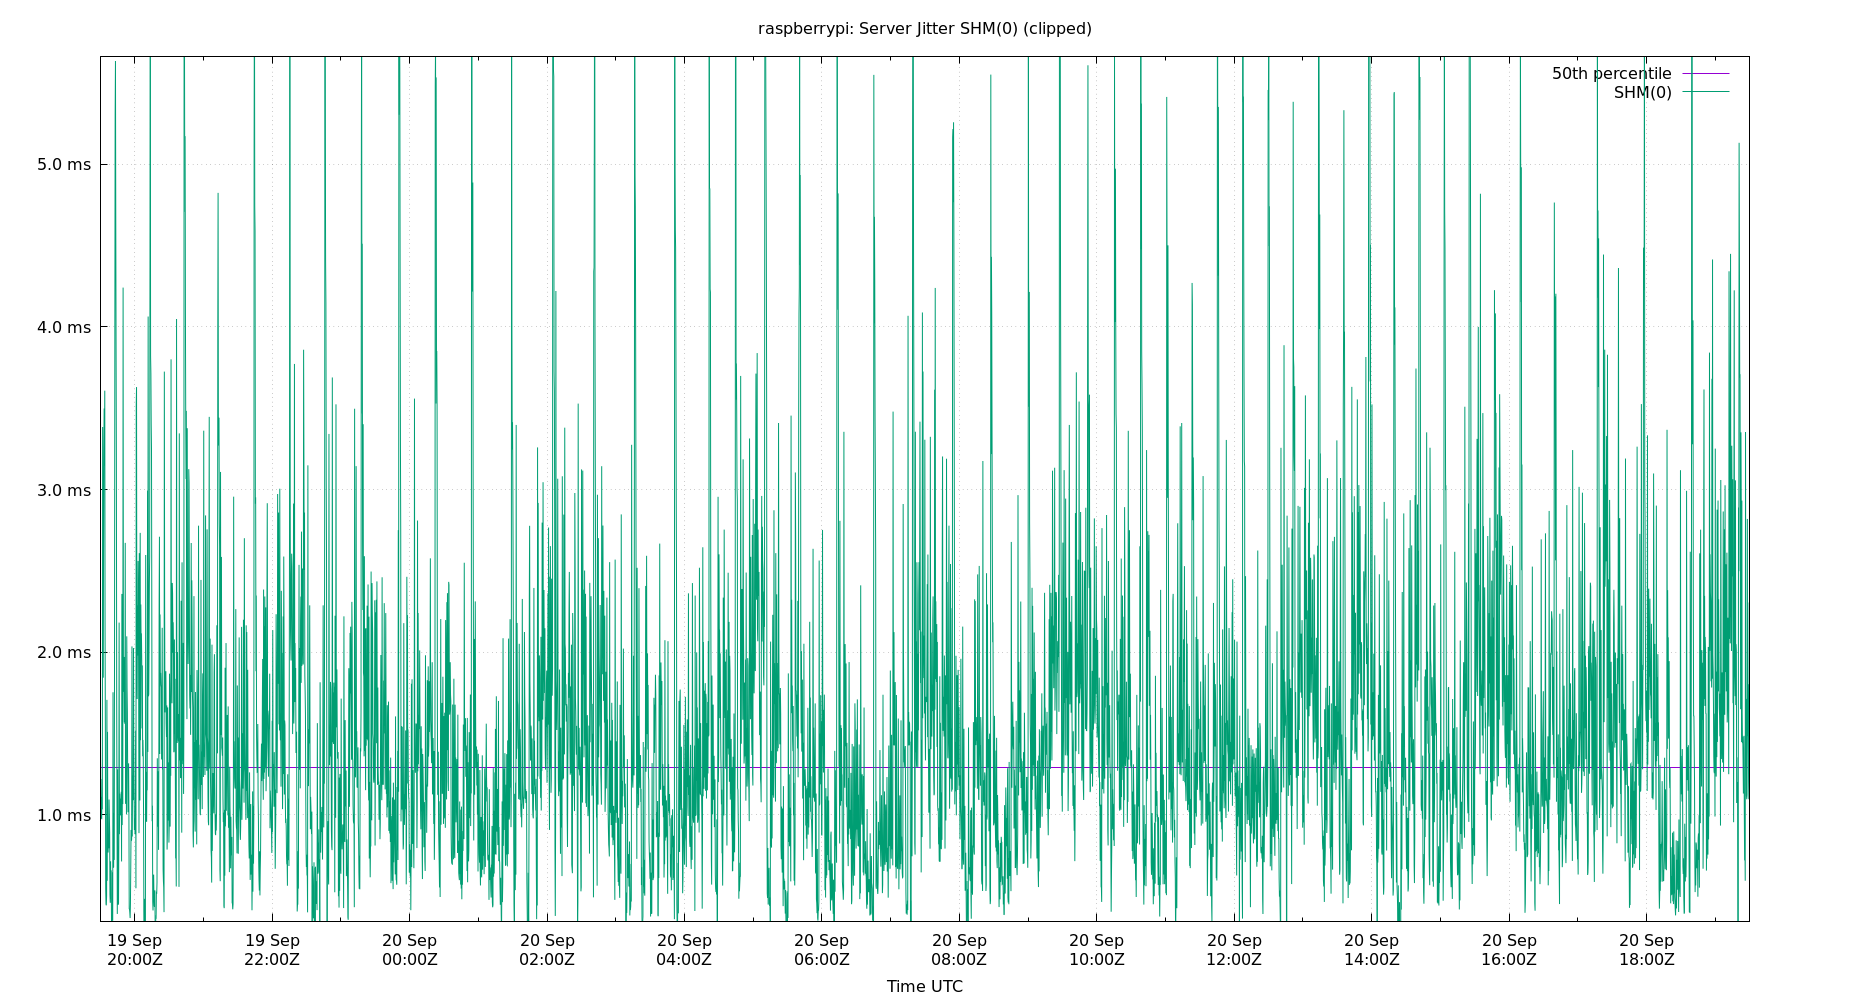 raspberrypi: Server Jitter SHM(0) (clipped)
50th percentile
SHM(0)
5.0 ms
4.0 ms
3.0 ms
2.0 ms
1.0 ms
19 Sep 19 Sep 20 Sep 20 Sep 20 Sep 20 Sep 20 Sep 20 Sep 20 Sep 20 Sep 20 Sep 20 Sep
20:00Z 22:00Z 00:00Z 02:00Z 04:00Z 06:00Z 08:00Z 10:00Z 12:00Z 14:00Z 16:00Z 18:00Z
Time UTC